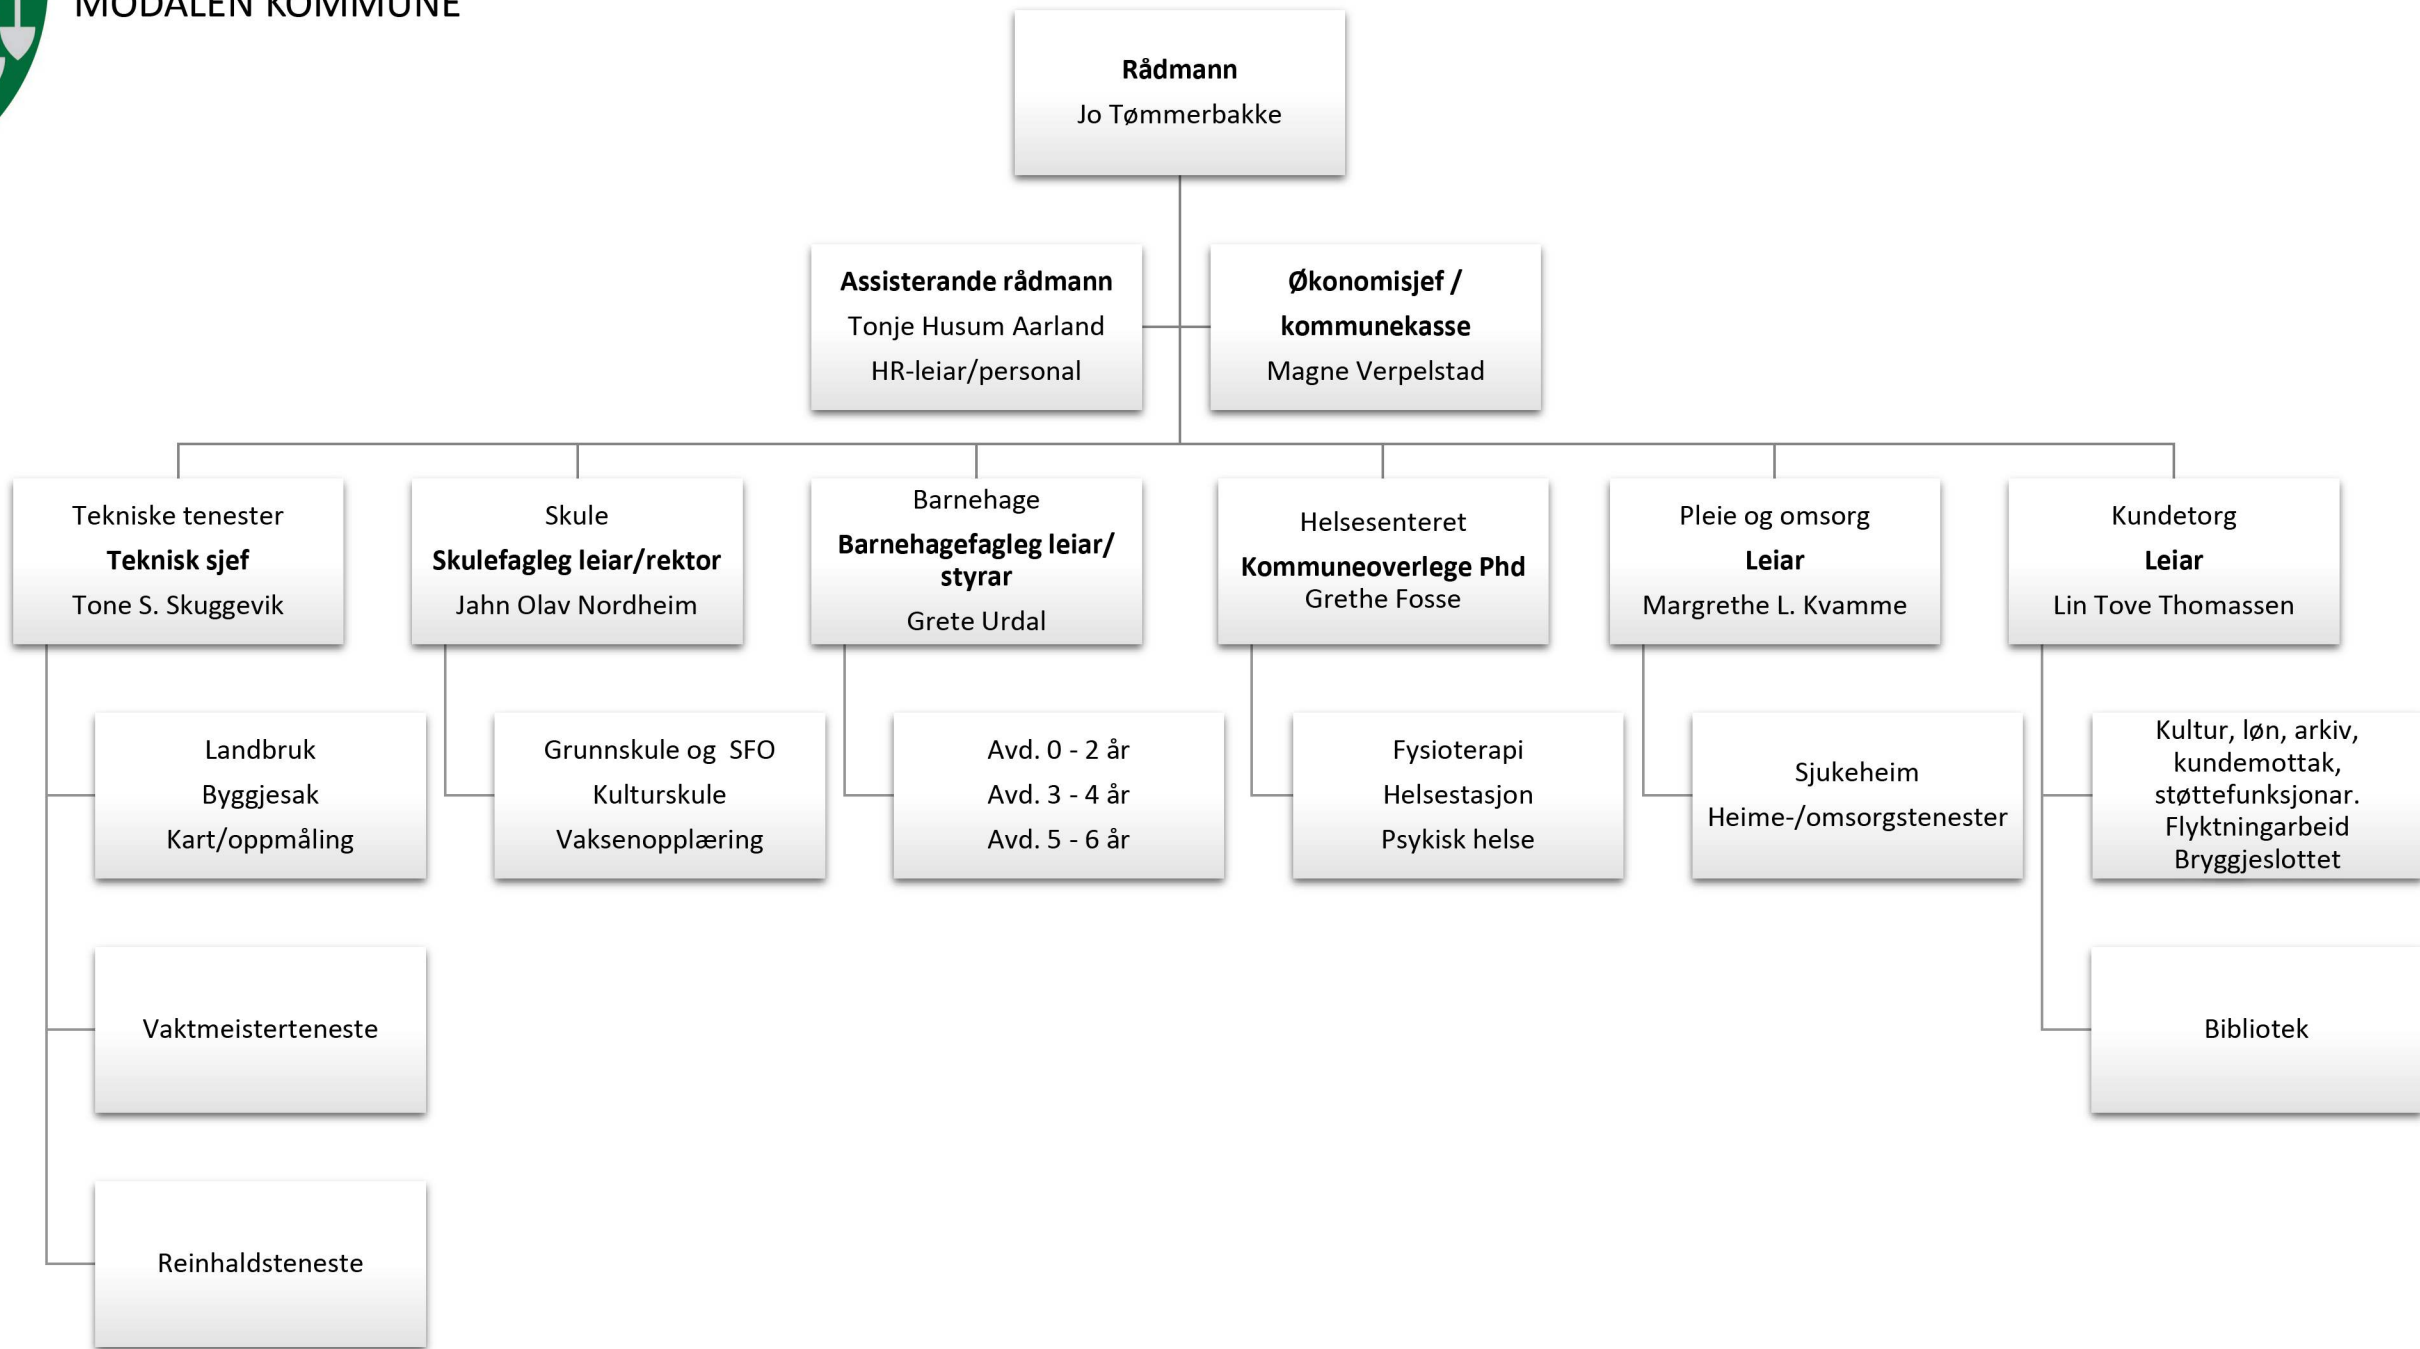 MODALEN KOMMUNE
Rådmann
Jo Tømmerbakke
Assisterande rådmann
Tonje Husum Aarland
HR-leiar/personal
Økonomisjef /
kommunekasse
Magne Verpelstad
Tekniske tenester
Teknisk sjef
Tone S. Skuggevik
Skule
Skulefagleg leiar/rektor
Jahn Olav Nordheim
Barnehage
Barnehagefagleg leiar/
styrar
Grete Urdal
Helsesenteret
Kommuneoverlege Phd
Grethe Fosse
Pleie og omsorg
Leiar
Margrethe L. Kvamme
Kundetorg
Leiar
Lin Tove Thomassen
Landbruk
Byggjesak
Kart/oppmåling
Grunnskule og  SFO
Kulturskule
Vaksenopplæring
Avd. 0 - 2 år
Avd. 3 - 4 år
Avd. 5 - 6 år
Fysioterapi
Helsestasjon
Psykisk helse
Sjukeheim
Heime-/omsorgstenester
Kultur, løn, arkiv,
kundemottak,
støttefunksjonar.
Flyktningarbeid
Bryggjeslottet
Vaktmeisterteneste
Bibliotek
Reinhaldsteneste